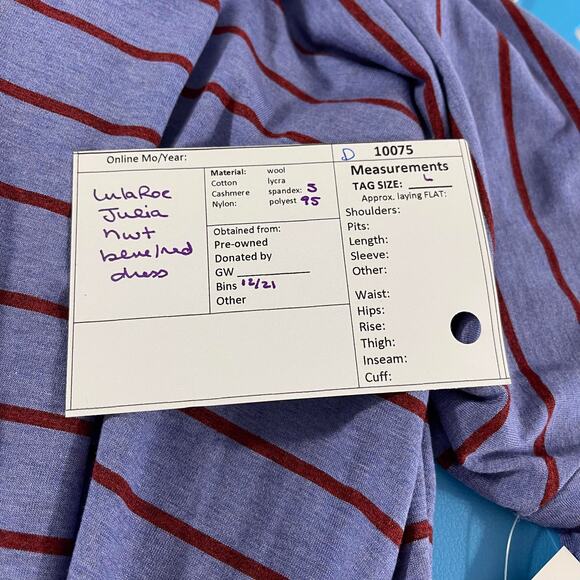 Online Mo/Year:
LulaRoe
Julia
nwt
blue/red
dress
Material: wool
Cotton lycra
Cashmere spandex: 5
Nylon: polyest 95
Obtained from:
Pre-owned
Donated by
GW
Bins 12/21
Other
D 10075
Measurements
TAG SIZE: L
Approx. laying FLAT:
Shoulders:
Pits:
Length:
Sleeve:
Other:
Waist:
Hips:
Rise:
Thigh:
Inseam:
Cuff: